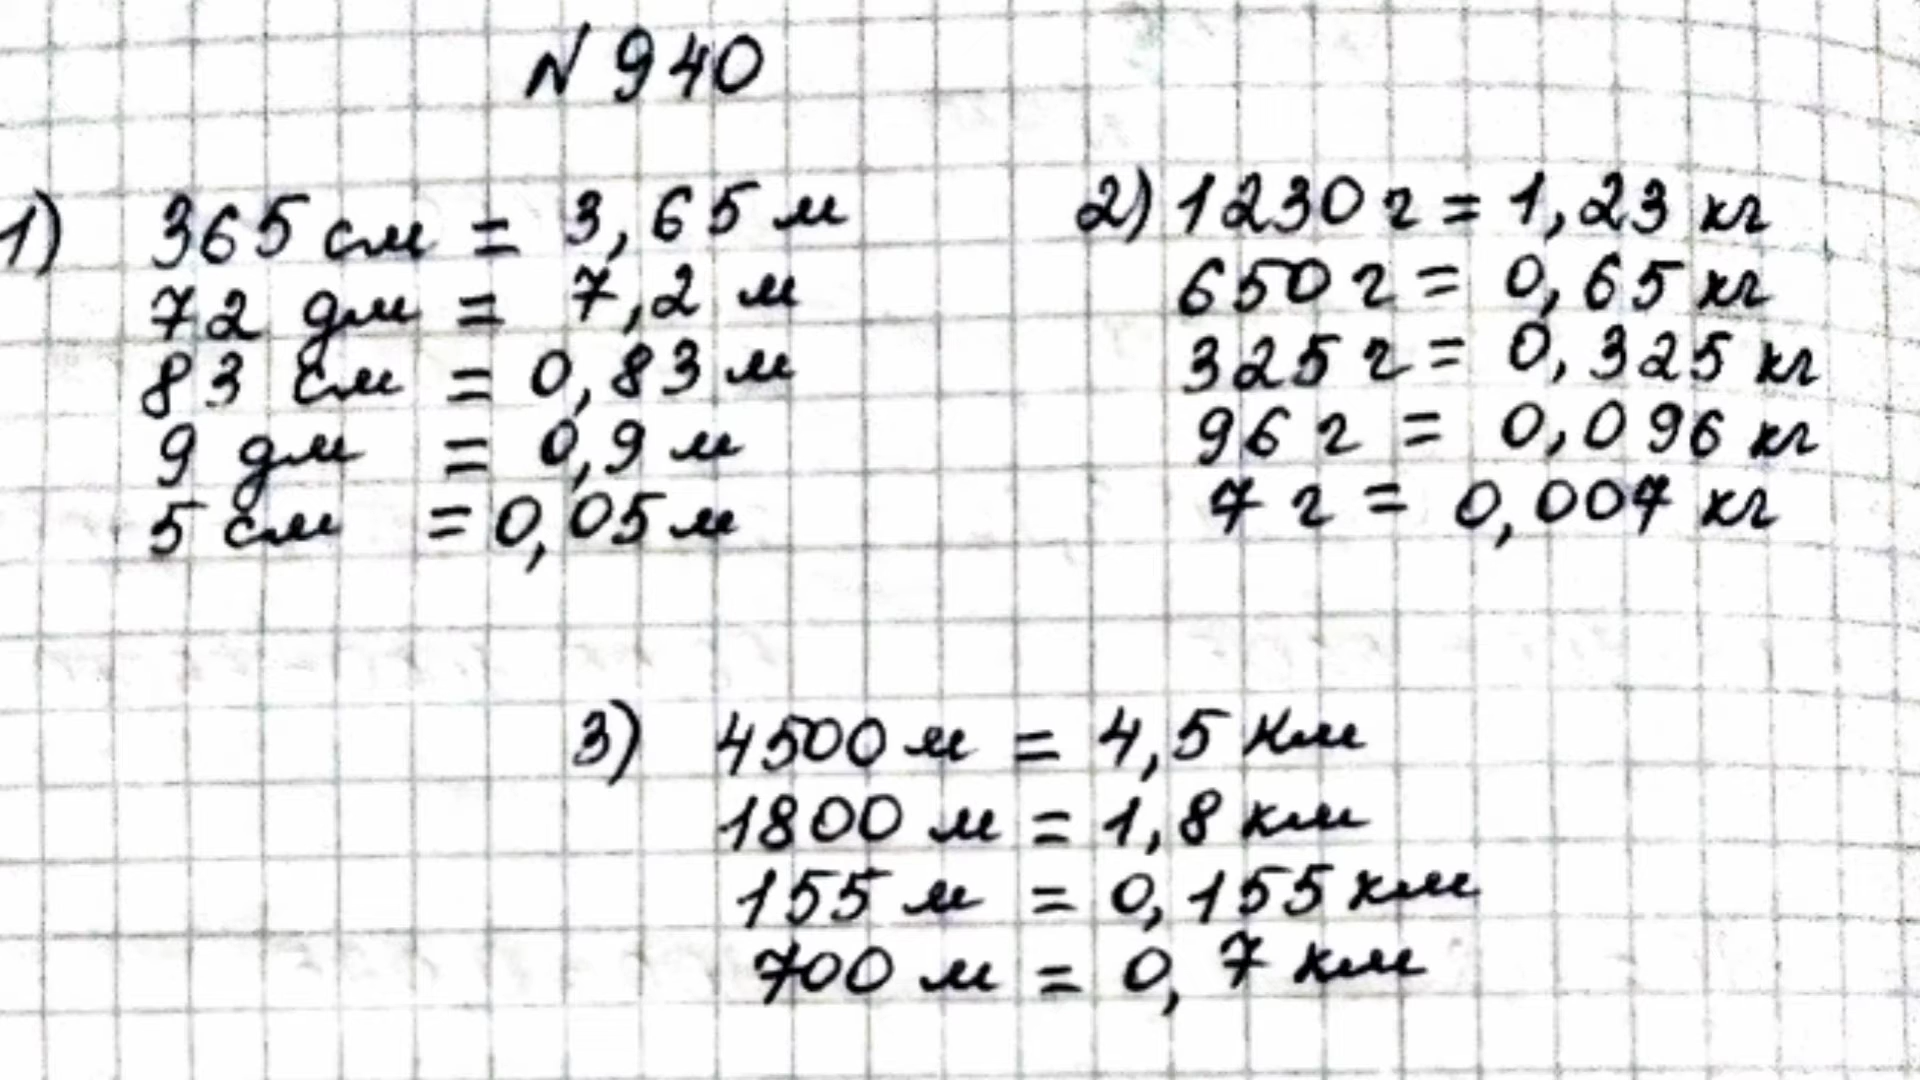 № 940
1) 365 см = 3,65 м
72 дм = 7,2 м
83 см = 0,83 м
9 дм = 0,9 м
5 см = 0,05 м
2) 1230 г = 1,23 кг
650 г = 0,65 кг
325 г = 0,325 кг
96 г = 0,096 кг
7 г = 0,007 кг
3) 4500 м = 4,5 км
1800 м = 1,8 км
155 м = 0,155 км
700 м = 0,7 км